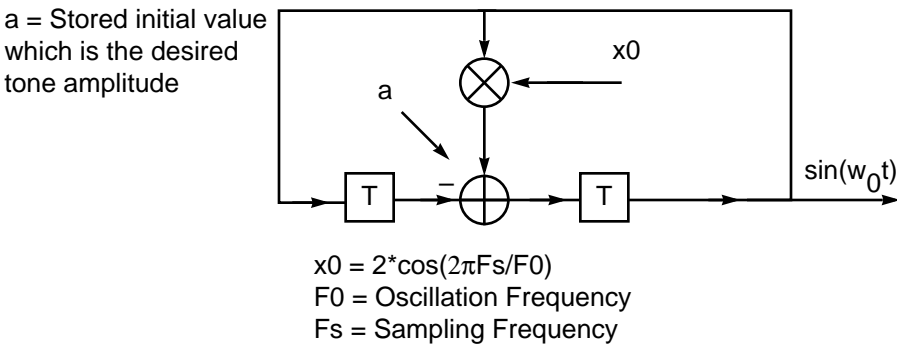 a = Stored initial value
which is the desired
tone amplitude
x0
a
sin(w0t)
T
–
T
x0 = 2*cos(2πFs/F0)
F0 = Oscillation Frequency
Fs = Sampling Frequency